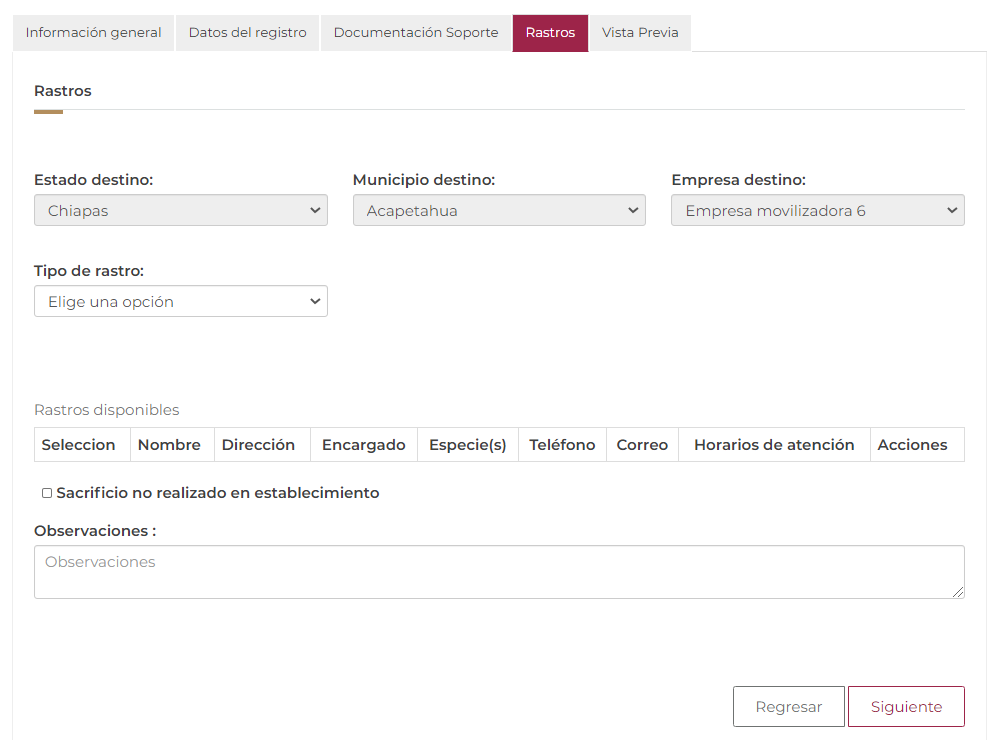 Información general Datos del registro Documentación Soporte Rastros Vista Previa
Rastros
Estado destino: Municipio destino: Empresa destino:
Chiapas Acapetahua Empresa movilizadora 6
Tipo de rastro:
Elige una opción
Rastros disponibles
Seleccion Nombre Dirección Encargado Especie(s) Teléfono Correo Horarios de atención Acciones
Sacrificio no realizado en establecimiento
Observaciones :
Observaciones
Regresar Siguiente